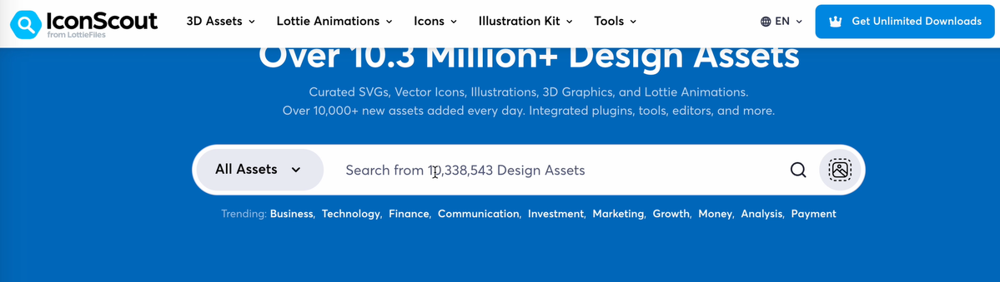 IconScout
from LottieFiles
3D Assets
Lottie Animations
Icons
Illustration Kit
Tools
EN
Get Unlimited Downloads
Over 10.3 Million+ Design Assets
Curated SVGs, Vector Icons, Illustrations, 3D Graphics, and Lottie Animations.
Over 10,000+ new assets added every day. Integrated plugins, tools, editors, and more.
All Assets
Search from 10,338,543 Design Assets
Trending: Business, Technology, Finance, Communication, Investment, Marketing, Growth, Money, Analysis, Payment